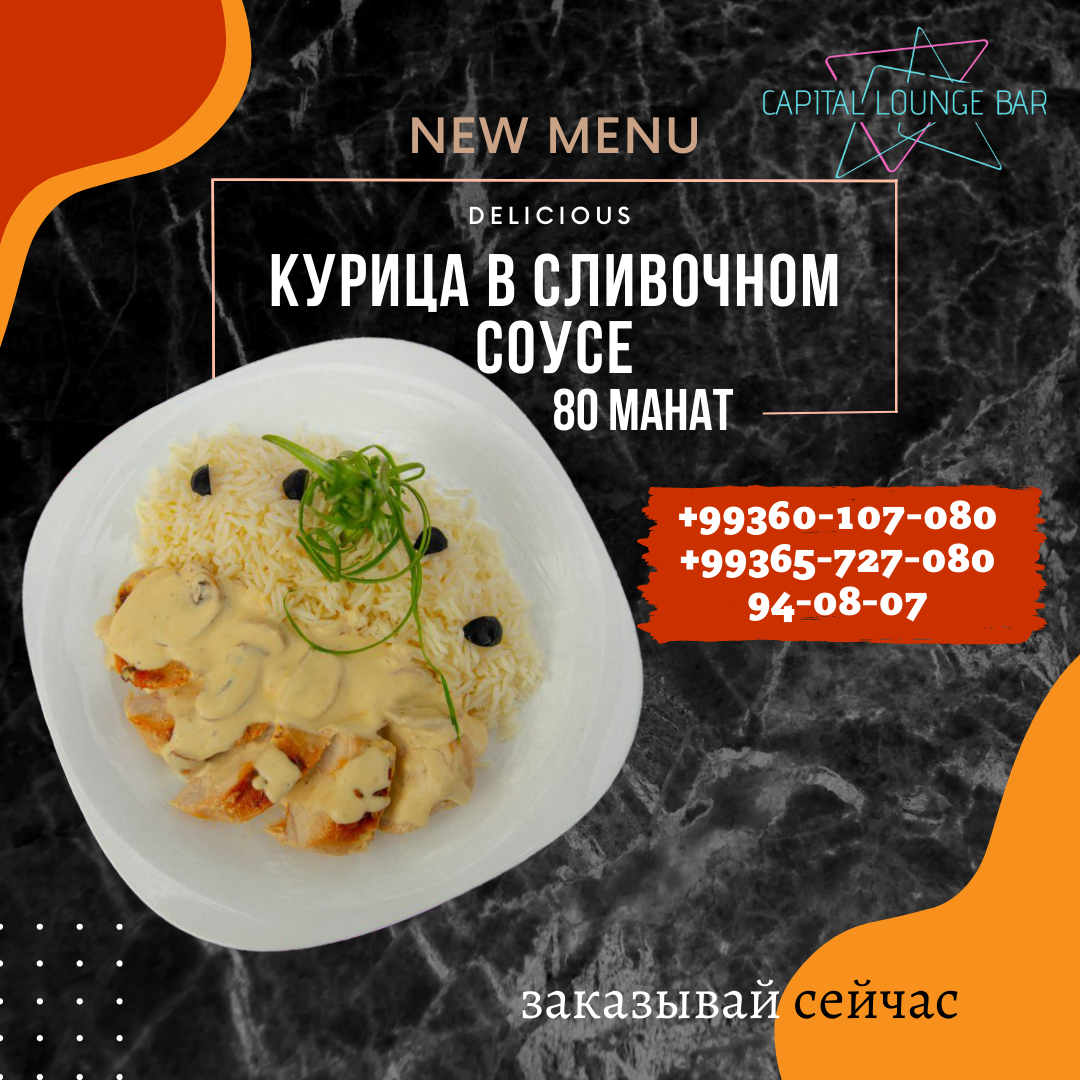 CAPITAL LOUNGE BAR
NEW MENU
DELICIOUS
КУРИЦА В СЛИВОЧНОМ
СОУСЕ
80 МАНАТ
+99360-107-080
+99365-727-080
94-08-07
заказывай сейчас